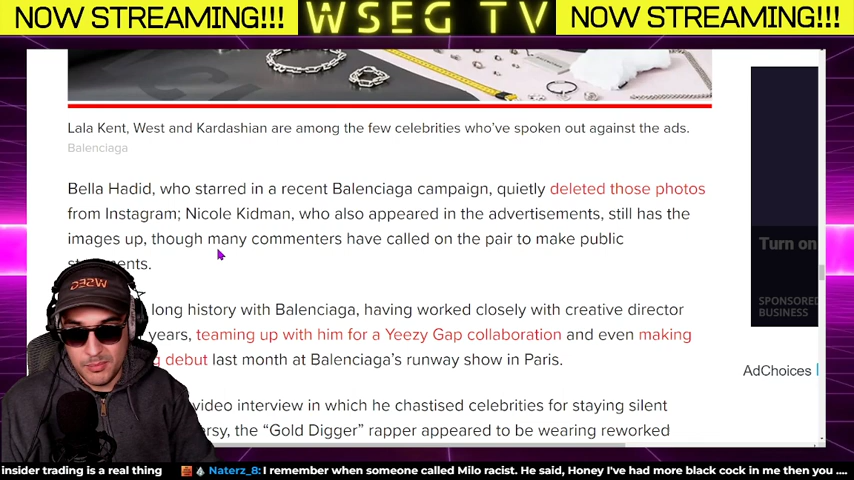 NOW STREAMING!!! WSEG TV NOW STREAMING!!!
Lala Kent, West and Kardashian are among the few celebrities who've spoken out against the ads.
Balenciaga
Bella Hadid, who starred in a recent Balenciaga campaign, quietly deleted those photos
from Instagram; Nicole Kidman, who also appeared in the advertisements, still has the
images up, though many commenters have called on the pair to make public
statements.
long history with Balenciaga, having worked closely with creative director
years, teaming up with him for a Yeezy Gap collaboration and even making
debut last month at Balenciaga's runway show in Paris.
video interview in which he chastised celebrities for staying silent
the "Gold Digger" rapper appeared to be wearing reworked
Turn on
SPONSORED
BUSINESS
AdChoices
WSEG
insider trading is a real thing Naterz_8: I remember when someone called Milo racist. He said, Honey I've had more black cock in me then you ....